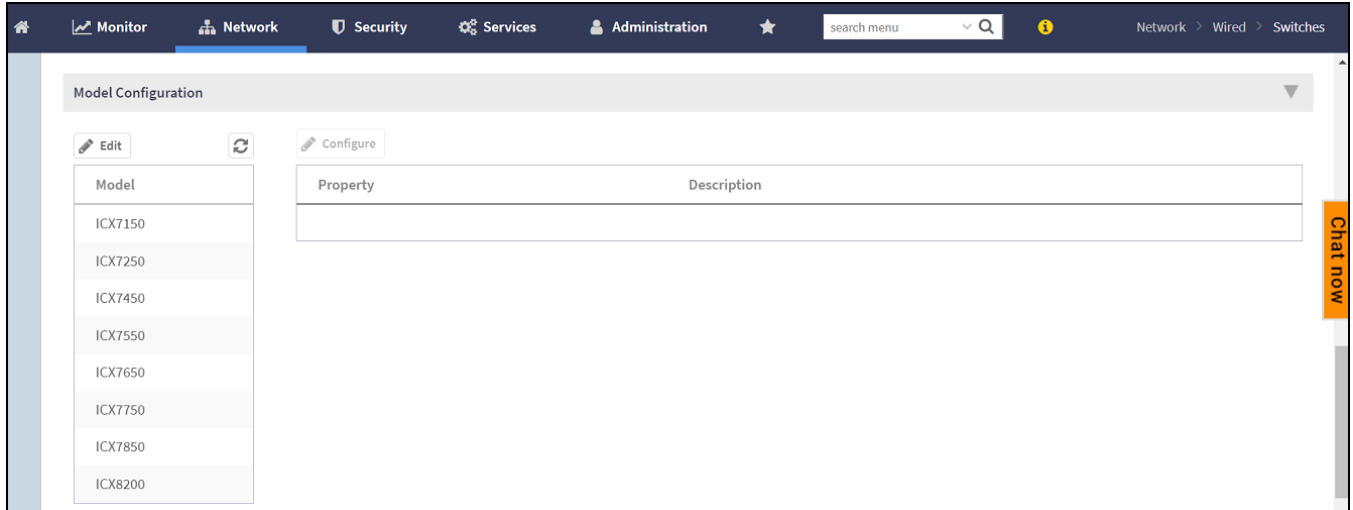 Monitor Network Security Services Administration search menu Network > Wired > Switches
Model Configuration
Edit Configure
Model Property Description
ICX7150
ICX7250
ICX7450
ICX7550
ICX7650
ICX7750
ICX7850
ICX8200
Chat now